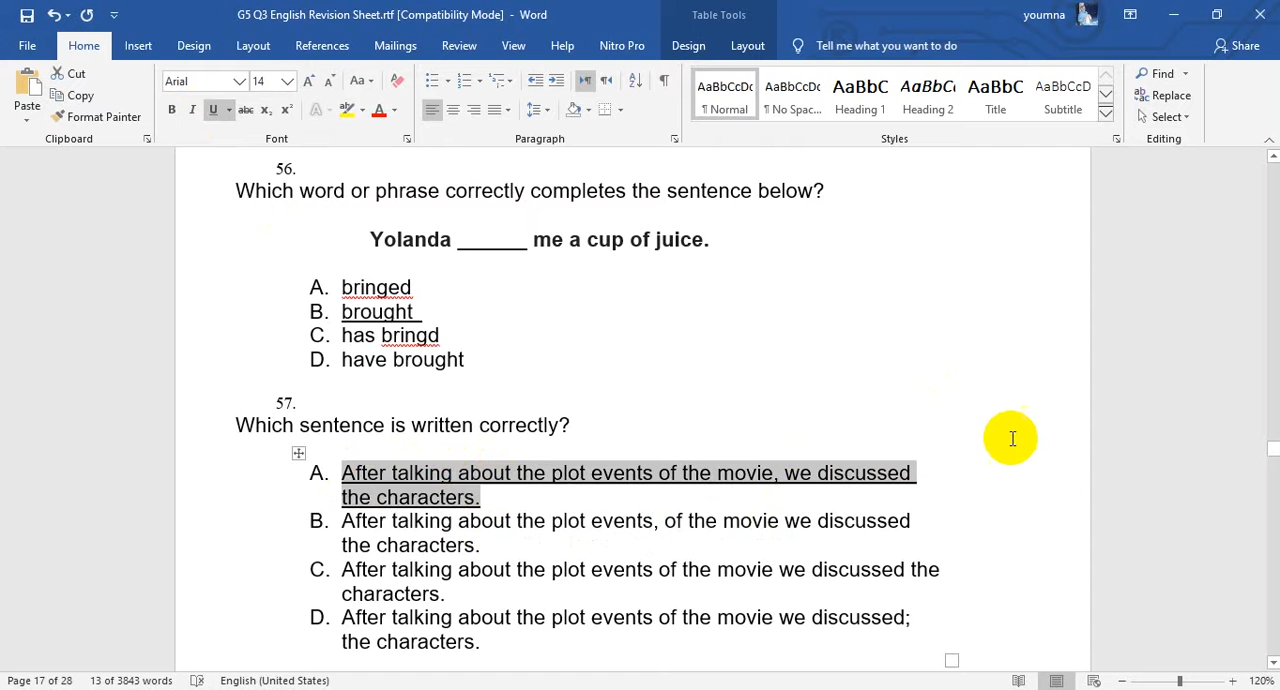 G5 Q3 English Revision Sheet.rtf [Compatibility Mode] - Word
Table Tools
youmna
File Home Insert Design Layout References Mailings Review View Help Nitro Pro Design Layout Tell me what you want to do Share
Paste
Cut
Copy
Format Painter
Clipboard
Arial 14
Font
Paragraph
AaBbCcDc ¶ Normal
AaBbCcDc ¶ No Spac...
AaBbC Heading 1
AaBbC Heading 2
AaBbC Title
AaBbCcD Subtitle
Styles
Find
Replace
Select
Editing
56.
Which word or phrase correctly completes the sentence below?
Yolanda ______ me a cup of juice.
A. bringed
B. brought
C. has bringd
D. have brought
57.
Which sentence is written correctly?
A. After talking about the plot events of the movie, we discussed
the characters.
B. After talking about the plot events, of the movie we discussed
the characters.
C. After talking about the plot events of the movie we discussed the
characters.
D. After talking about the plot events of the movie we discussed;
the characters.
Page 17 of 28 13 of 3843 words English (United States) 120%